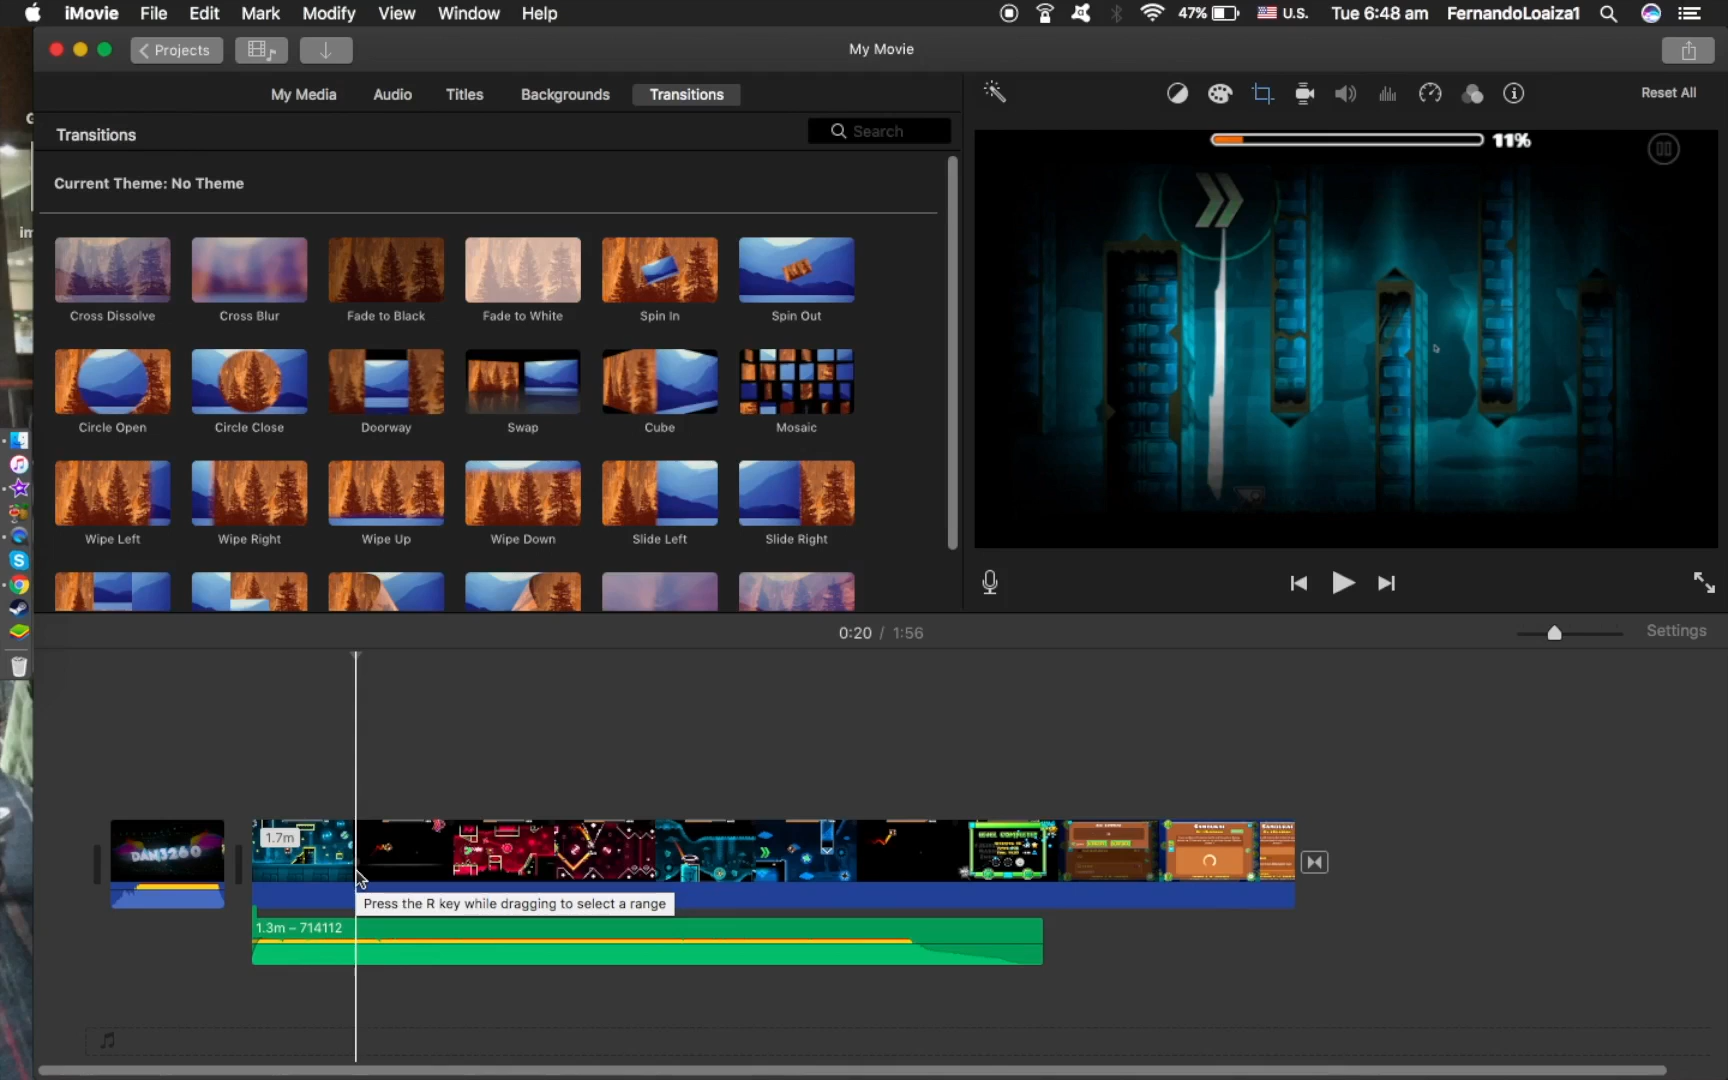 iMovie File Edit Mark Modify View Window Help 47% U.S. Tue 6:48 am FernandoLoaiza1
Projects
My Movie
My Media Audio Titles Backgrounds Transitions
Reset All
Transitions
Search
11%
Current Theme: No Theme
Cross Dissolve Cross Blur Fade to Black Fade to White Spin In Spin Out
Circle Open Circle Close Doorway Swap Cube Mosaic
Wipe Left Wipe Right Wipe Up Wipe Down Slide Left Slide Right
0:20 / 1:56
Settings
1.7m
DAN3260
Press the R key while dragging to select a range
1.3m – 714112